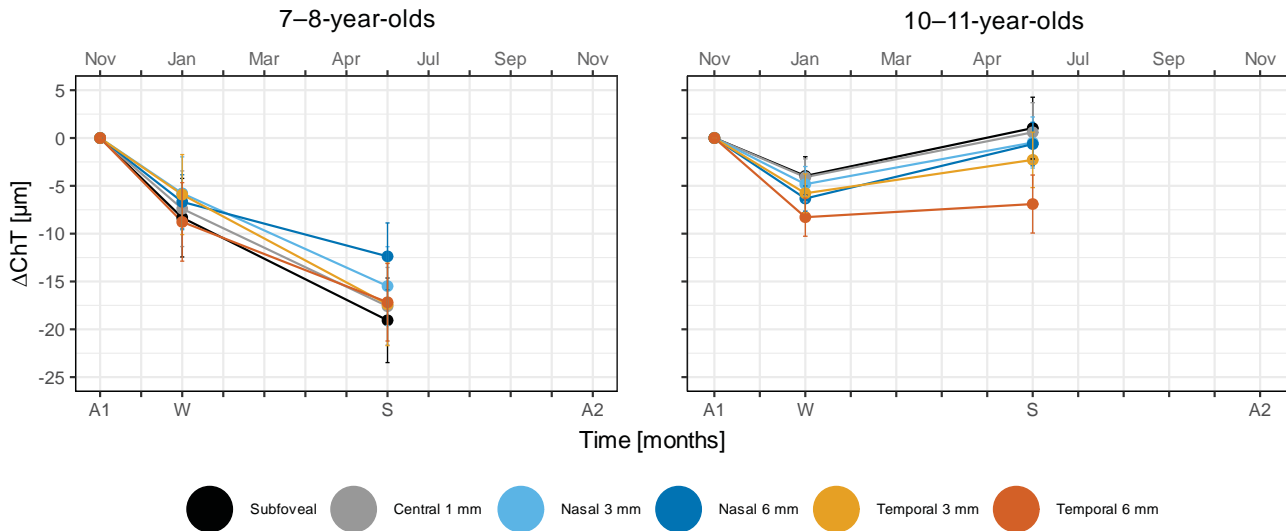 7–8-year-olds
10–11-year-olds
Nov Jan Mar Apr Jul Sep Nov
Nov Jan Mar Apr Jul Sep Nov
5
0
-5
-10
-15
-20
-25
ΔChT [µm]
A1 W S A2
A1 W S A2
Time [months]
Subfoveal Central 1 mm Nasal 3 mm Nasal 6 mm Temporal 3 mm Temporal 6 mm